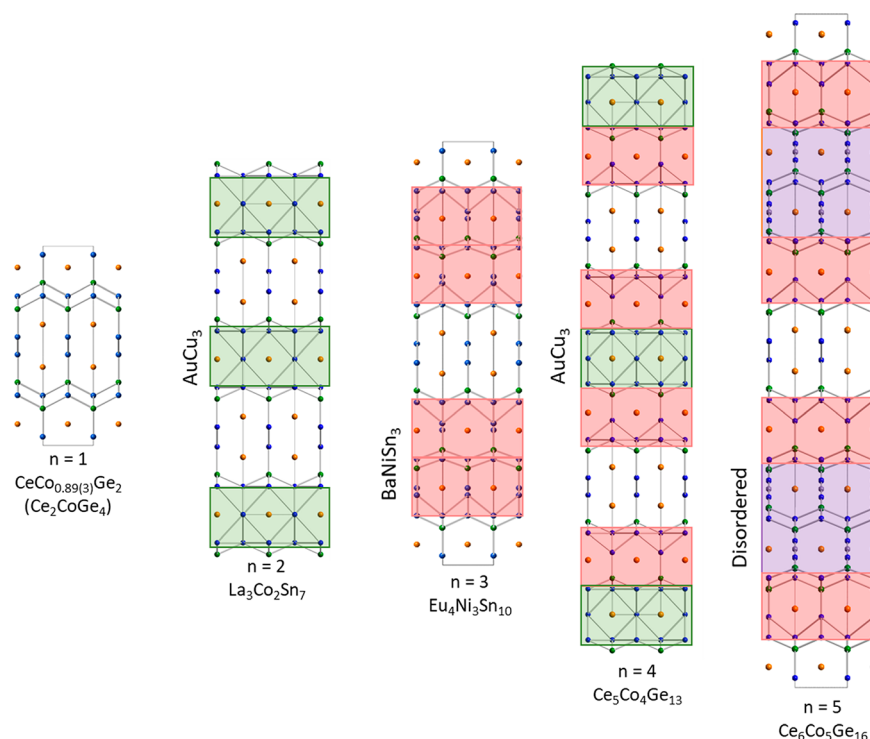 n = 1
CeCo0.89(3)Ge2
(Ce2CoGe4)
AuCu3
n = 2
La3Co2Sn7
BaNiSn3
n = 3
Eu4Ni3Sn10
AuCu3
n = 4
Ce5Co4Ge13
Disordered
n = 5
Ce6Co5Ge16